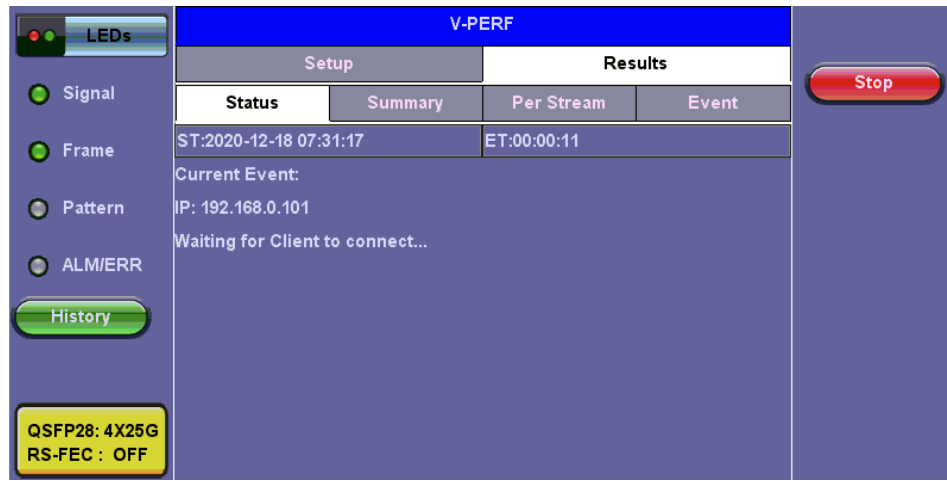 LEDs
V-PERF
Setup
Results
Stop
Status
Summary
Per Stream
Event
Signal
ST:2020-12-18 07:31:17
ET:00:00:11
Frame
Current Event:
Pattern
IP: 192.168.0.101
Waiting for Client to connect...
ALM/ERR
History
QSFP28: 4X25G
RS-FEC : OFF